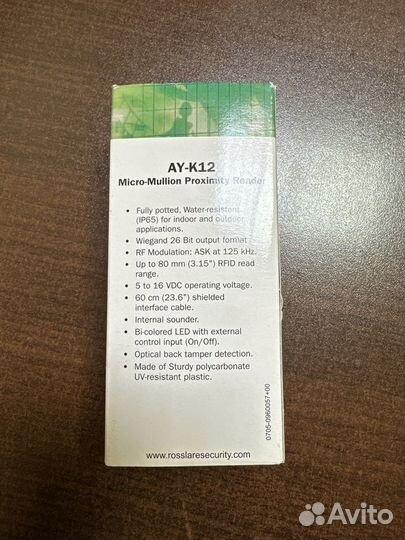 AY-K12
Micro-Mullion Proximity Reader
• Fully potted, Water-resistant
(IP65) for indoor and outdoor
applications.
• Wiegand 26 Bit output format
• RF Modulation: ASK at 125 kHz.
• Up to 80 mm (3.15") RFID read
range.
• 5 to 16 VDC operating voltage.
• 60 cm (23.6") shielded
interface cable.
• Internal sounder.
• Bi-colored LED with external
control input (On/Off).
• Optical back tamper detection.
• Made of Sturdy polycarbonate
UV-resistant plastic.
0705-0960057+00
www.rosslaresecurity.com
Avito